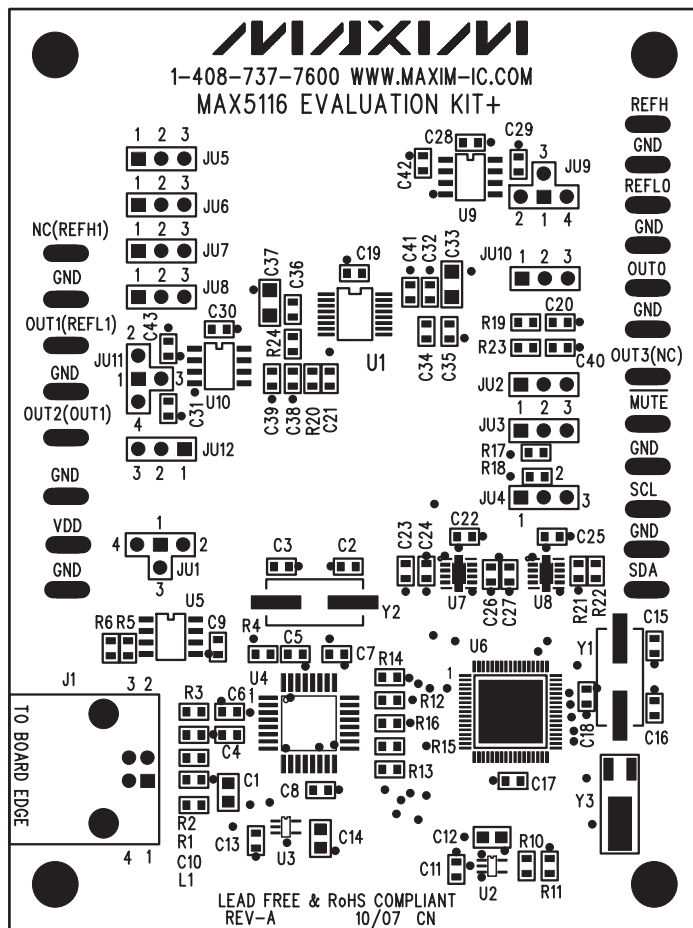 MAXIM
1-408-737-7600 WWW.MAXIM-IC.COM
MAX5116 EVALUATION KIT+
REFH
GND
REFLO
GND
OUT0
GND
OUT3(NC)
MUTE
GND
SCL
GND
SDA
NC(REFH1)
GND
OUT1(REFL1)
GND
OUT2(OUT1)
GND
VDD
GND
1 2 3
JU5
1 2 3
JU6
1 2 3
JU7
1 2 3
JU8
C28
C29
C42
U9
3
JU9
2 1 4
C19
C41
C32
C33
JU10
1 2 3
C37
C36
C30
C43
2
JU11
1
3
4
U10
C31
R24
U1
C34
C35
R19
C20
R23
C40
C39
C38
R20
C21
JU2
1 2 3
JU3
1 2 3
R17
R18
2
JU4
1
3
JU12
3 2 1
1
4
2
JU1
3
C3
C2
Y2
C23
C24
C22
U7
C26
C27
C25
U8
R21
R22
U5
R6
R5
C9
R4
C5
C7
U4
1
U6
1
R14
R12
R16
R15
R13
Y1
C15
C18
C16
J1
3 2
TO BOARD EDGE
4 1
R3
C6
C4
C1
R2
R1
C10
L1
C8
C13
U3
C14
C17
Y3
C12
C11
U2
R10
R11
LEAD FREE & RoHS COMPLIANT
REV-A 10/07 CN